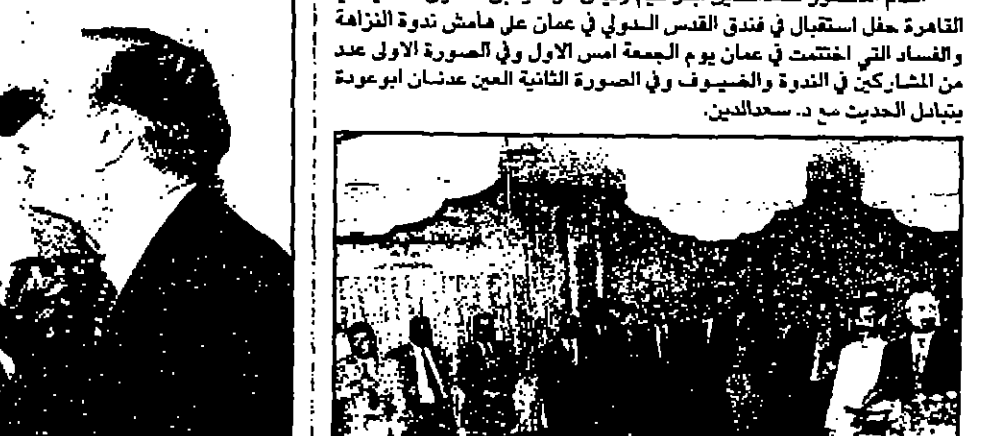 القاهرة حفل استقبال في فندق القدس الدولي في عمان على هامش ندوة النزاهة
والفساد التي اختتمت في عمان يوم الجمعة امس الاول وفي الصورة الاولى عدد
من المشاركين في الندوة والضيوف وفي الصورة الثانية العين عدنان ابوعودة
يتبادل الحديث مع د. سعدالدين.